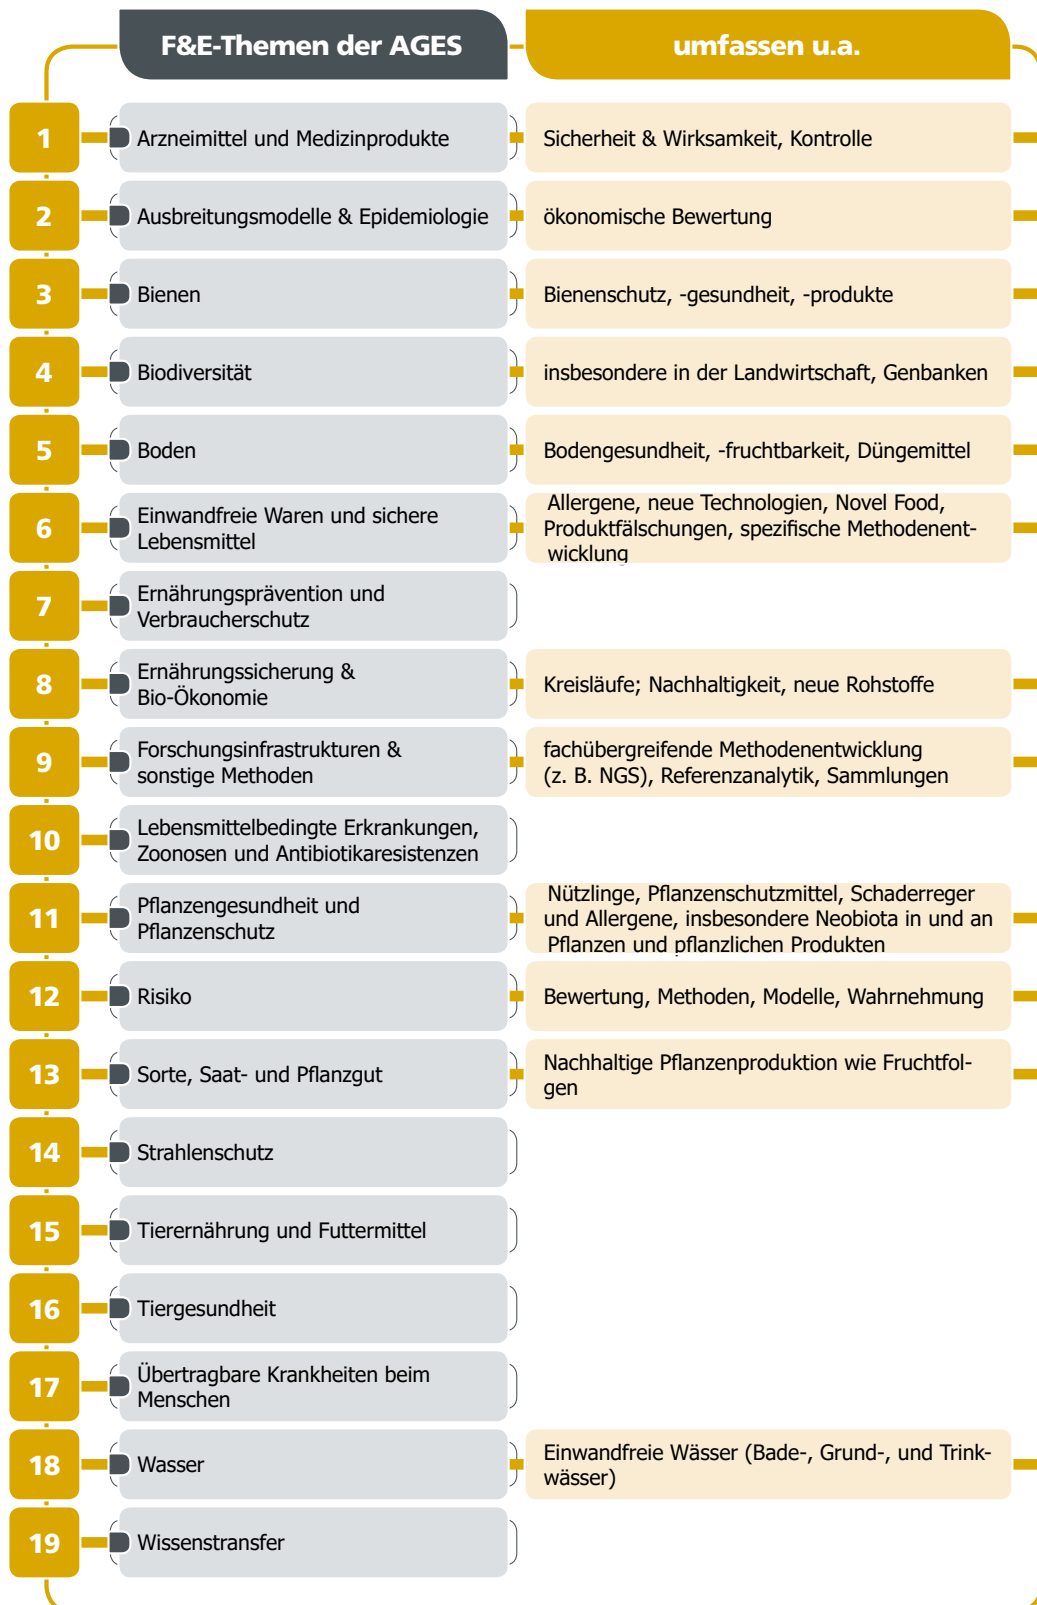 F&E-Themen der AGES
umfassen u.a.
1
Arzneimittel und Medizinprodukte
Sicherheit & Wirksamkeit, Kontrolle
2
Ausbreitungsmodelle & Epidemiologie
ökonomische Bewertung
3
Bienen
Bienenschutz, -gesundheit, -produkte
4
Biodiversität
insbesondere in der Landwirtschaft, Genbanken
5
Boden
Bodengesundheit, -fruchtbarkeit, Düngemittel
6
Einwandfreie Waren und sichere
Lebensmittel
Allergene, neue Technologien, Novel Food,
Produktfälschungen, spezifische Methodenent-
wicklung
7
Ernährungsprävention und
Verbraucherschutz
8
Ernährungssicherung &
Bio-Ökonomie
Kreisläufe; Nachhaltigkeit, neue Rohstoffe
9
Forschungsinfrastrukturen &
sonstige Methoden
fachübergreifende Methodenentwicklung
(z. B. NGS), Referenzanalytik, Sammlungen
10
Lebensmittelbedingte Erkrankungen,
Zoonosen und Antibiotikaresistenzen
11
Pflanzengesundheit und
Pflanzenschutz
Nützlinge, Pflanzenschutzmittel, Schaderreger
und Allergene, insbesondere Neobiota in und an
Pflanzen und pflanzlichen Produkten
12
Risiko
Bewertung, Methoden, Modelle, Wahrnehmung
13
Sorte, Saat- und Pflanzgut
Nachhaltige Pflanzenproduktion wie Fruchtfol-
gen
14
Strahlenschutz
15
Tierernährung und Futtermittel
16
Tiergesundheit
17
Übertragbare Krankheiten beim
Menschen
18
Wasser
Einwandfreie Wässer (Bade-, Grund-, und Trink-
wässer)
19
Wissenstransfer